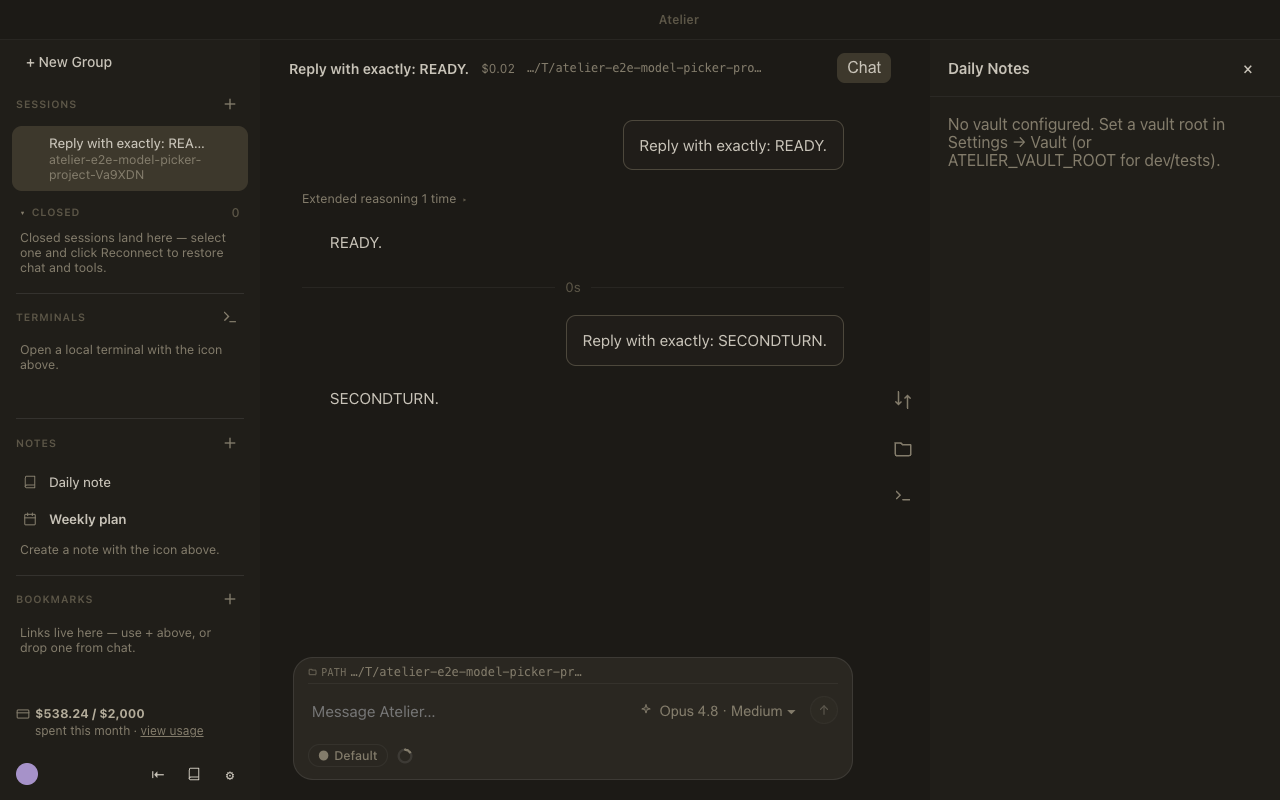 Atelier
+ New Group
SESSIONS
Reply with exactly: REA...
atelier-e2e-model-picker-
project-Va9XDN
CLOSED 0
Closed sessions land here — select
one and click Reconnect to restore
chat and tools.
TERMINALS
Open a local terminal with the icon
above.
NOTES
Daily note
Weekly plan
Create a note with the icon above.
BOOKMARKS
Links live here — use + above, or
drop one from chat.
$538.24 / $2,000
spent this month · view usage
Reply with exactly: READY. $0.02 …/T/atelier-e2e-model-picker-pro…
Chat
Reply with exactly: READY.
Extended reasoning 1 time
READY.
0s
Reply with exactly: SECONDTURN.
SECONDTURN.
PATH …/T/atelier-e2e-model-picker-pr…
Message Atelier...
Opus 4.8 · Medium
Default
Daily Notes
No vault configured. Set a vault root in
Settings → Vault (or
ATELIER_VAULT_ROOT for dev/tests).